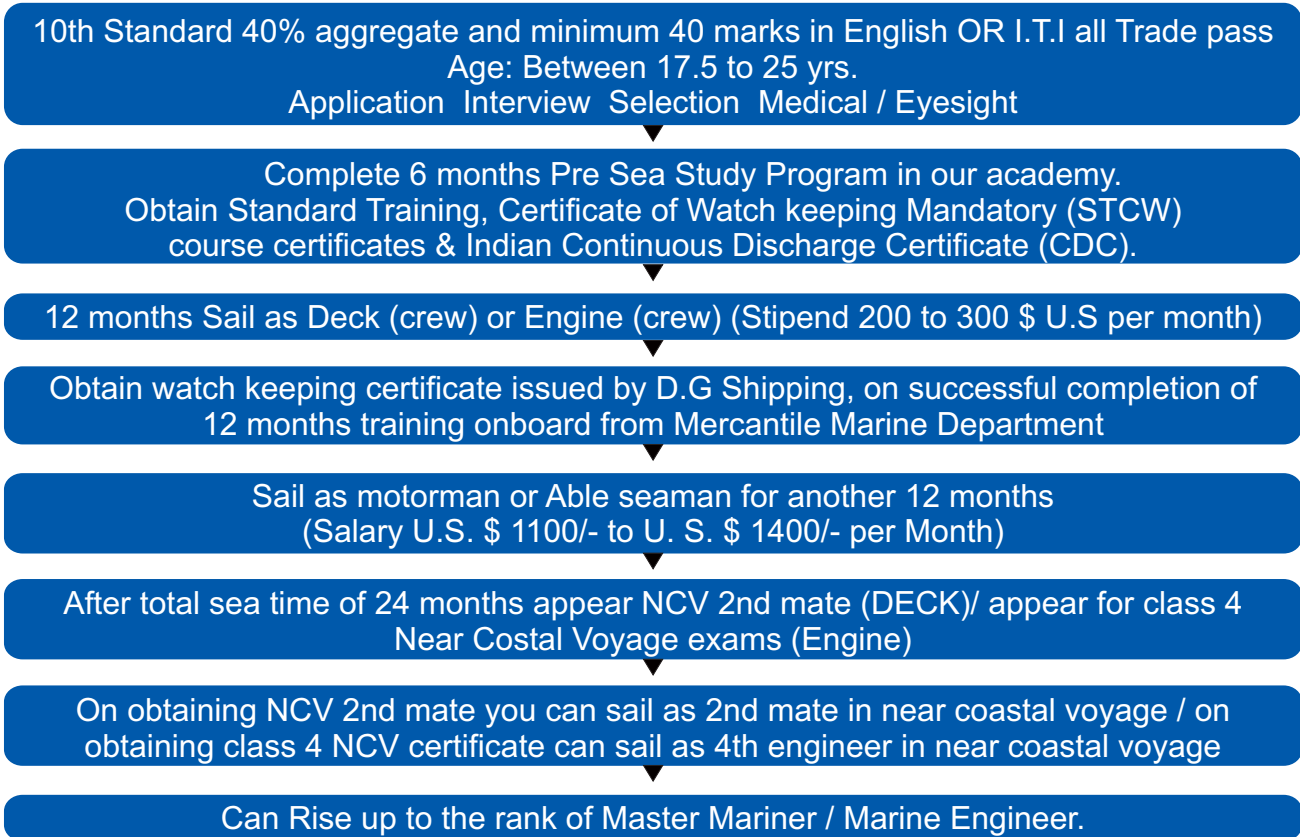 10th Standard 40% aggregate and minimum 40 marks in English OR I.T.I all Trade pass
Age: Between 17.5 to 25 yrs.
Application Interview Selection Medical / Eyesight
Complete 6 months Pre Sea Study Program in our academy.
Obtain Standard Training, Certificate of Watch keeping Mandatory (STCW)
course certificates & Indian Continuous Discharge Certificate (CDC).
12 months Sail as Deck (crew) or Engine (crew) (Stipend 200 to 300 $ U.S per month)
Obtain watch keeping certificate issued by D.G Shipping, on successful completion of
12 months training onboard from Mercantile Marine Department
Sail as motorman or Able seaman for another 12 months
(Salary U.S. $ 1100/- to U. S. $ 1400/- per Month)
After total sea time of 24 months appear NCV 2nd mate (DECK)/ appear for class 4
Near Costal Voyage exams (Engine)
On obtaining NCV 2nd mate you can sail as 2nd mate in near coastal voyage / on
obtaining class 4 NCV certificate can sail as 4th engineer in near coastal voyage
Can Rise up to the rank of Master Mariner / Marine Engineer.